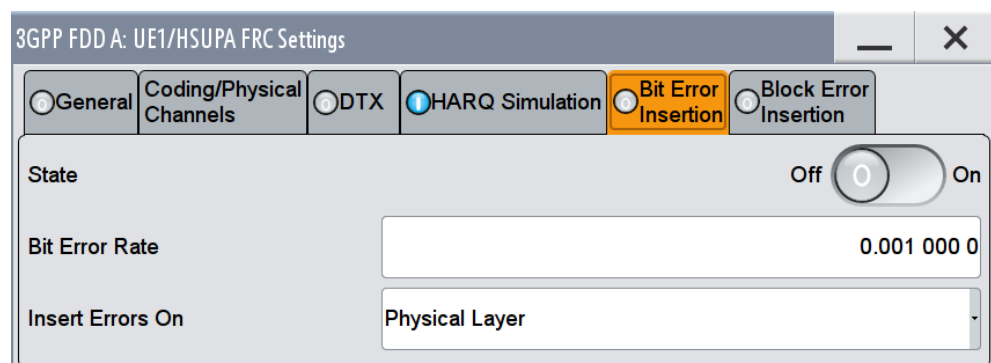 3GPP FDD A: UE1/HSUPA FRC Settings
General
Coding/Physical
Channels
DTX
HARQ Simulation
Bit Error
Insertion
Block Error
Insertion
State
Off
On
Bit Error Rate
0.001 000 0
Insert Errors On
Physical Layer